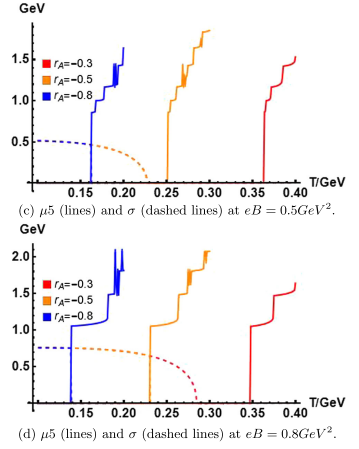 GeV
1.5
1.0
0.5
r_A=-0.3
r_A=-0.5
r_A=-0.8
0.15 0.20 0.25 0.30 0.35 0.40
T/GeV
(c) μ5 (lines) and σ (dashed lines) at eB = 0.5GeV².
GeV
2.0
1.5
1.0
0.5
r_A=-0.3
r_A=-0.5
r_A=-0.8
0.15 0.20 0.25 0.30 0.35 0.40
T/GeV
(d) μ5 (lines) and σ (dashed lines) at eB = 0.8GeV².